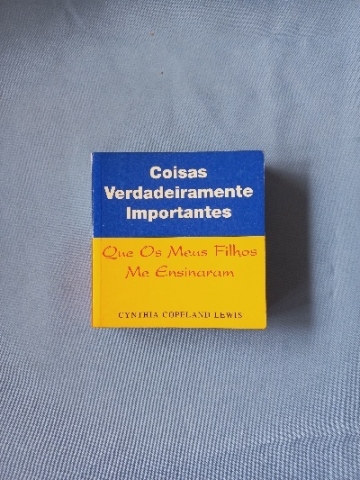 Coisas
Verdadeiramente
Importantes
Que Os Meus Filhos
Me Ensinaram
CYNTHIA COPELAND LEWIS